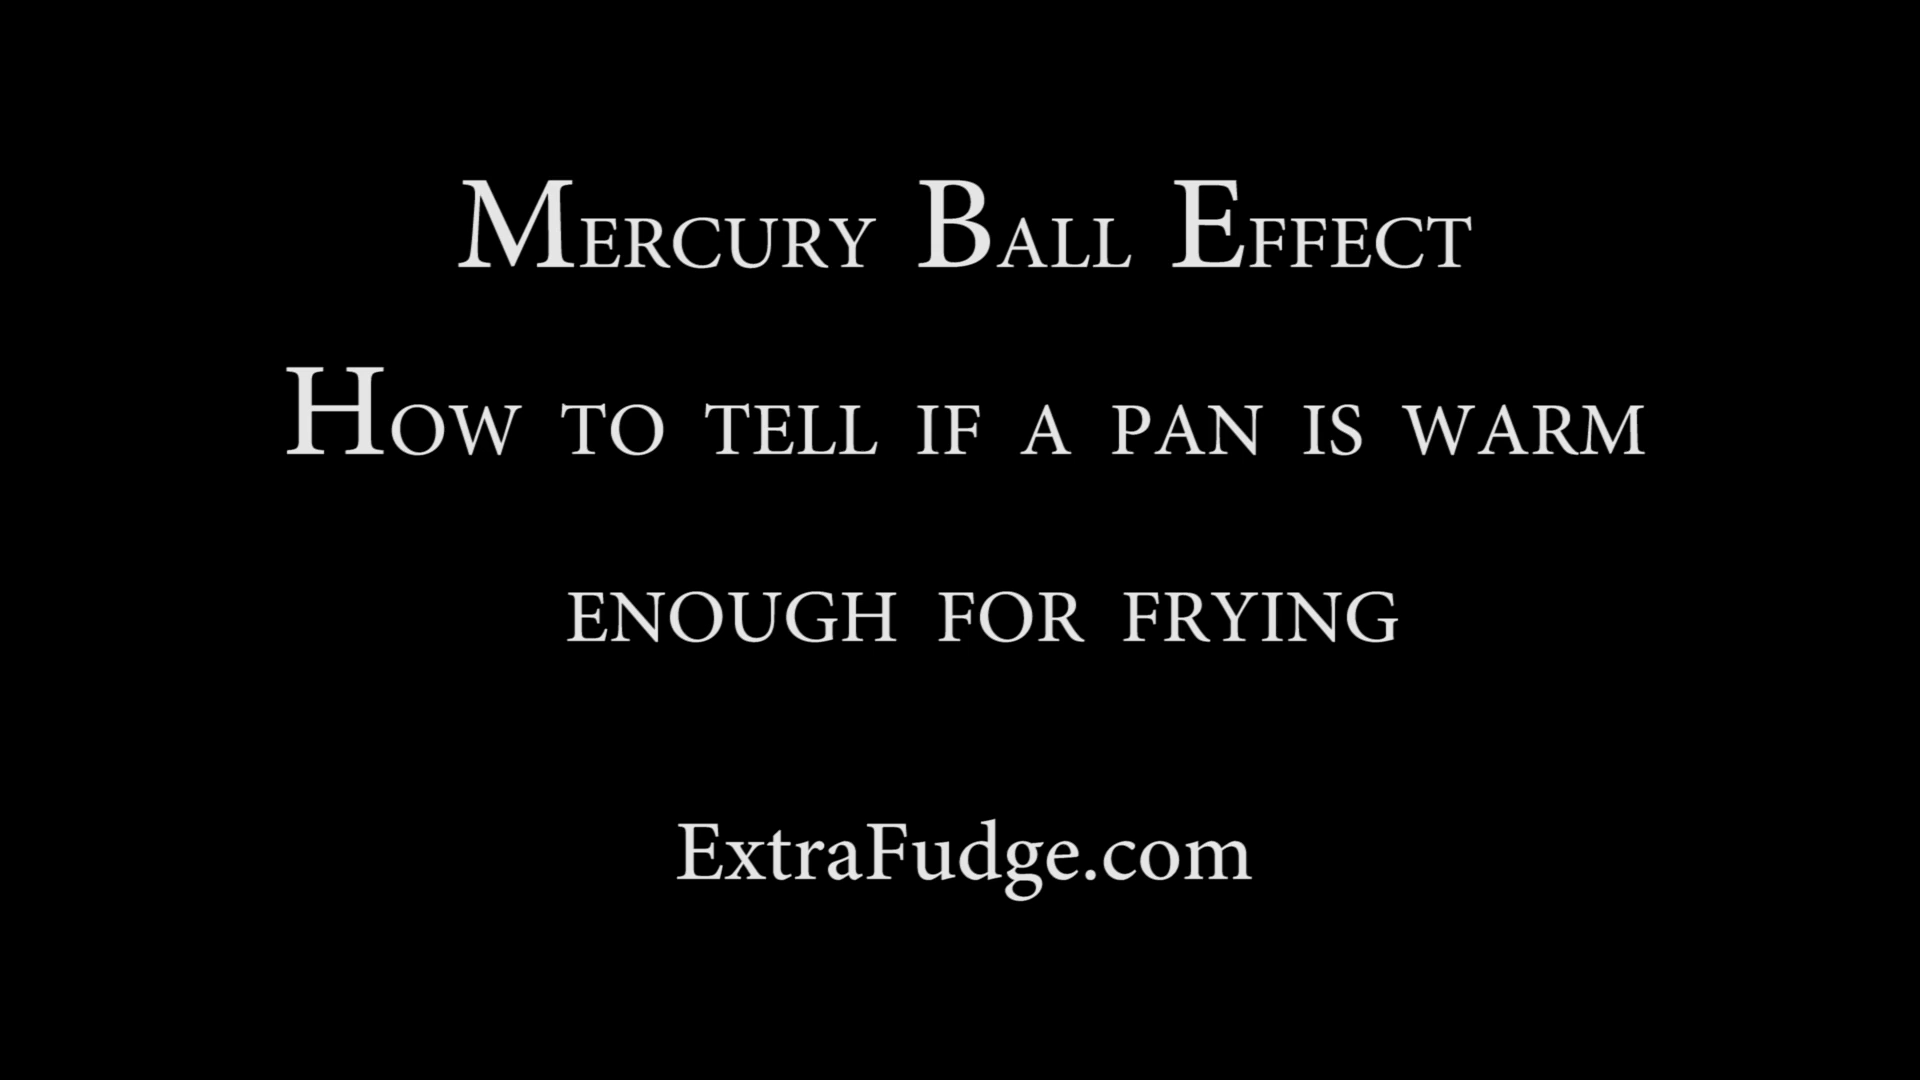 Mercury Ball Effect
How to tell if a pan is warm
enough for frying
ExtraFudge.com